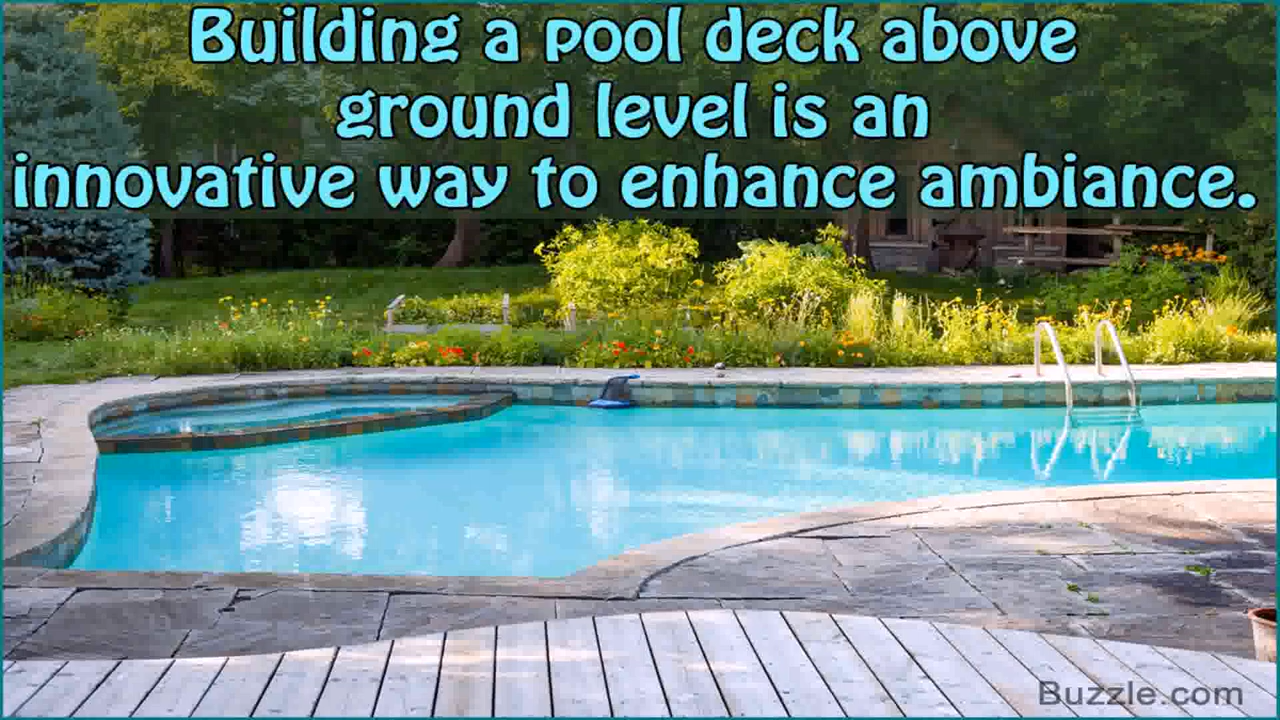 Building a pool deck above
ground level is an
innovative way to enhance ambiance.
Buzzle.com